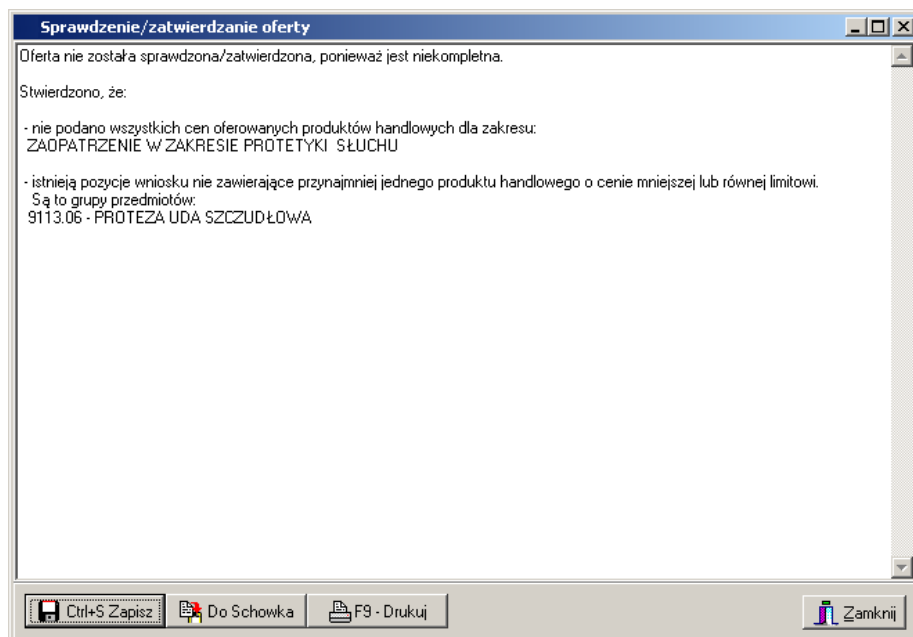 Sprawdzenie/zatwierdzanie oferty
Oferta nie została sprawdzona/zatwierdzona, ponieważ jest niekompletna.
Stwierdzono, że:
- nie podano wszystkich cen oferowanych produktów handlowych dla zakresu:
ZAOPATRZENIE W ZAKRESIE PROTETYKI SŁUCHU
- istnieją pozycje wniosku nie zawierające przynajmniej jednego produktu handlowego o cenie mniejszej lub równej limitowi.
Są to grupy przedmiotów:
9113.06 - PROTEZA UDA SZCZUDŁOWA
Ctrl+S Zapisz Do Schowka F9 - Drukuj Zamknij